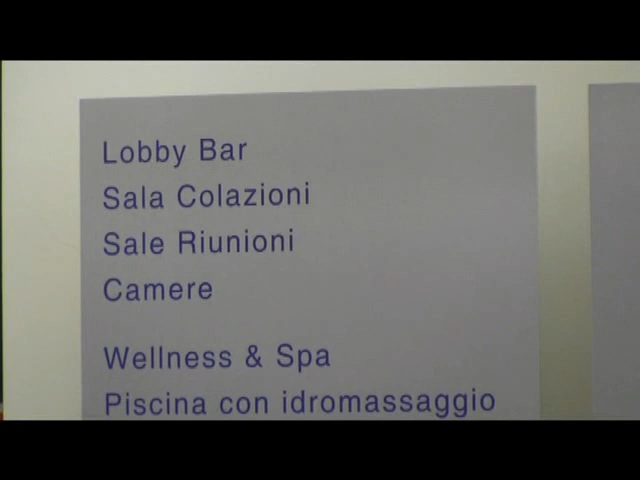 Lobby Bar
Sala Colazioni
Sale Riunioni
Camere
Wellness & Spa
Piscina con idromassaggio